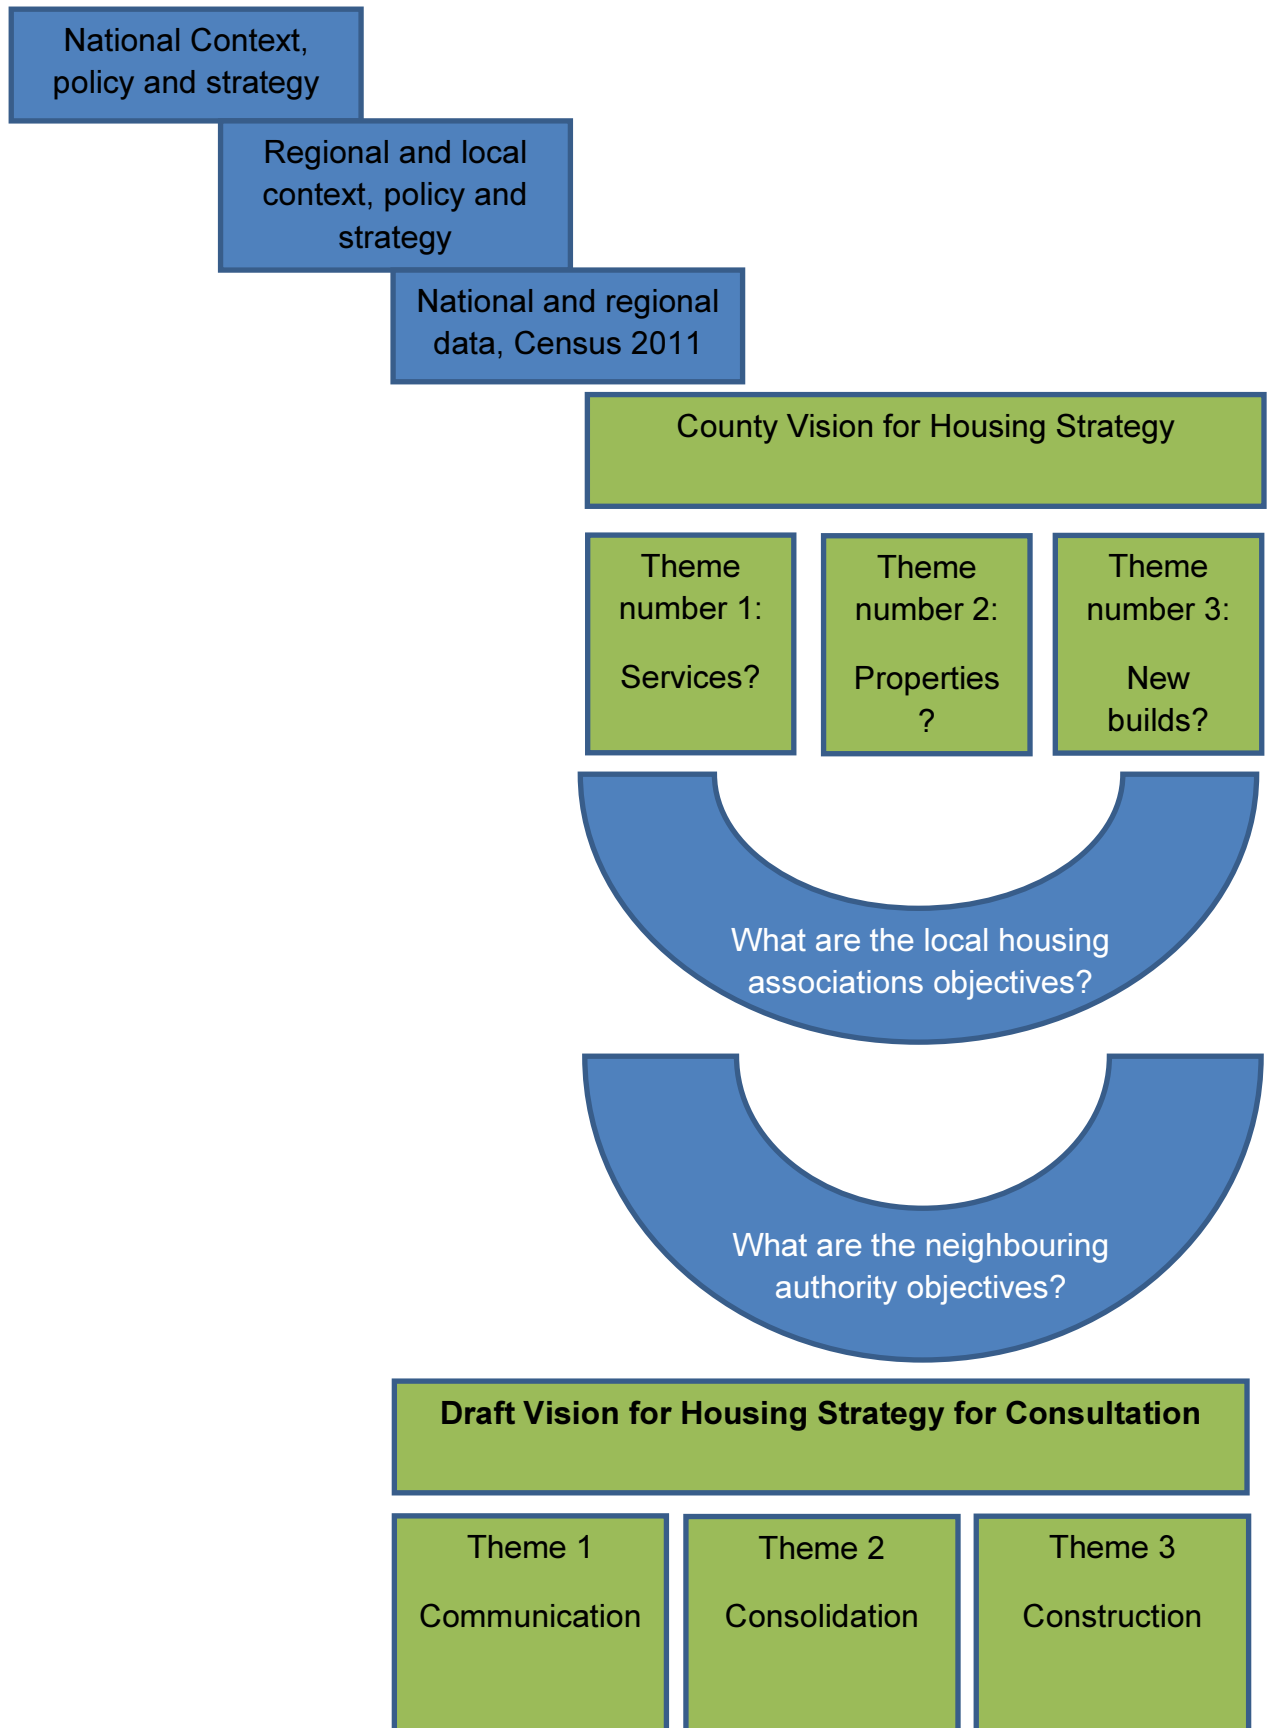 National Context,
policy and strategy
Regional and local
context, policy and
strategy
National and regional
data, Census 2011
County Vision for Housing Strategy
Theme
number 1:
Services?
Theme
number 2:
Properties
?
Theme
number 3:
New
builds?
What are the local housing
associations objectives?
What are the neighbouring
authority objectives?
Draft Vision for Housing Strategy for Consultation
Theme 1
Communication
Theme 2
Consolidation
Theme 3
Construction